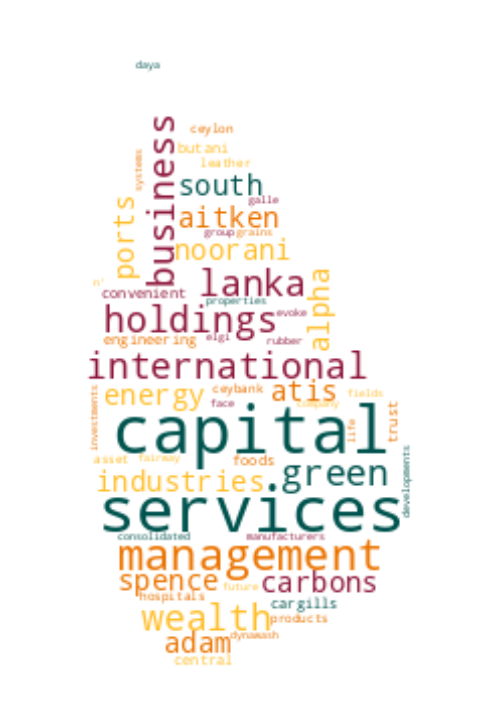 daya
business
ceylon
butani
systems
leather
south
galle
ports
aitken
group grains
noorani
lanka
alpha
n'
convenient
properties
holdings
evoke
engineering
elgi
rubber
international
energy
ceybank
atis
fields
investments
face
company
capital
trust
life
asset
fairway
foods
green
developments
industries
services
consolidated
manufacturers
management
spence
future
carbons
hospitals
cargills
wealth
products
adam
dynawash
central